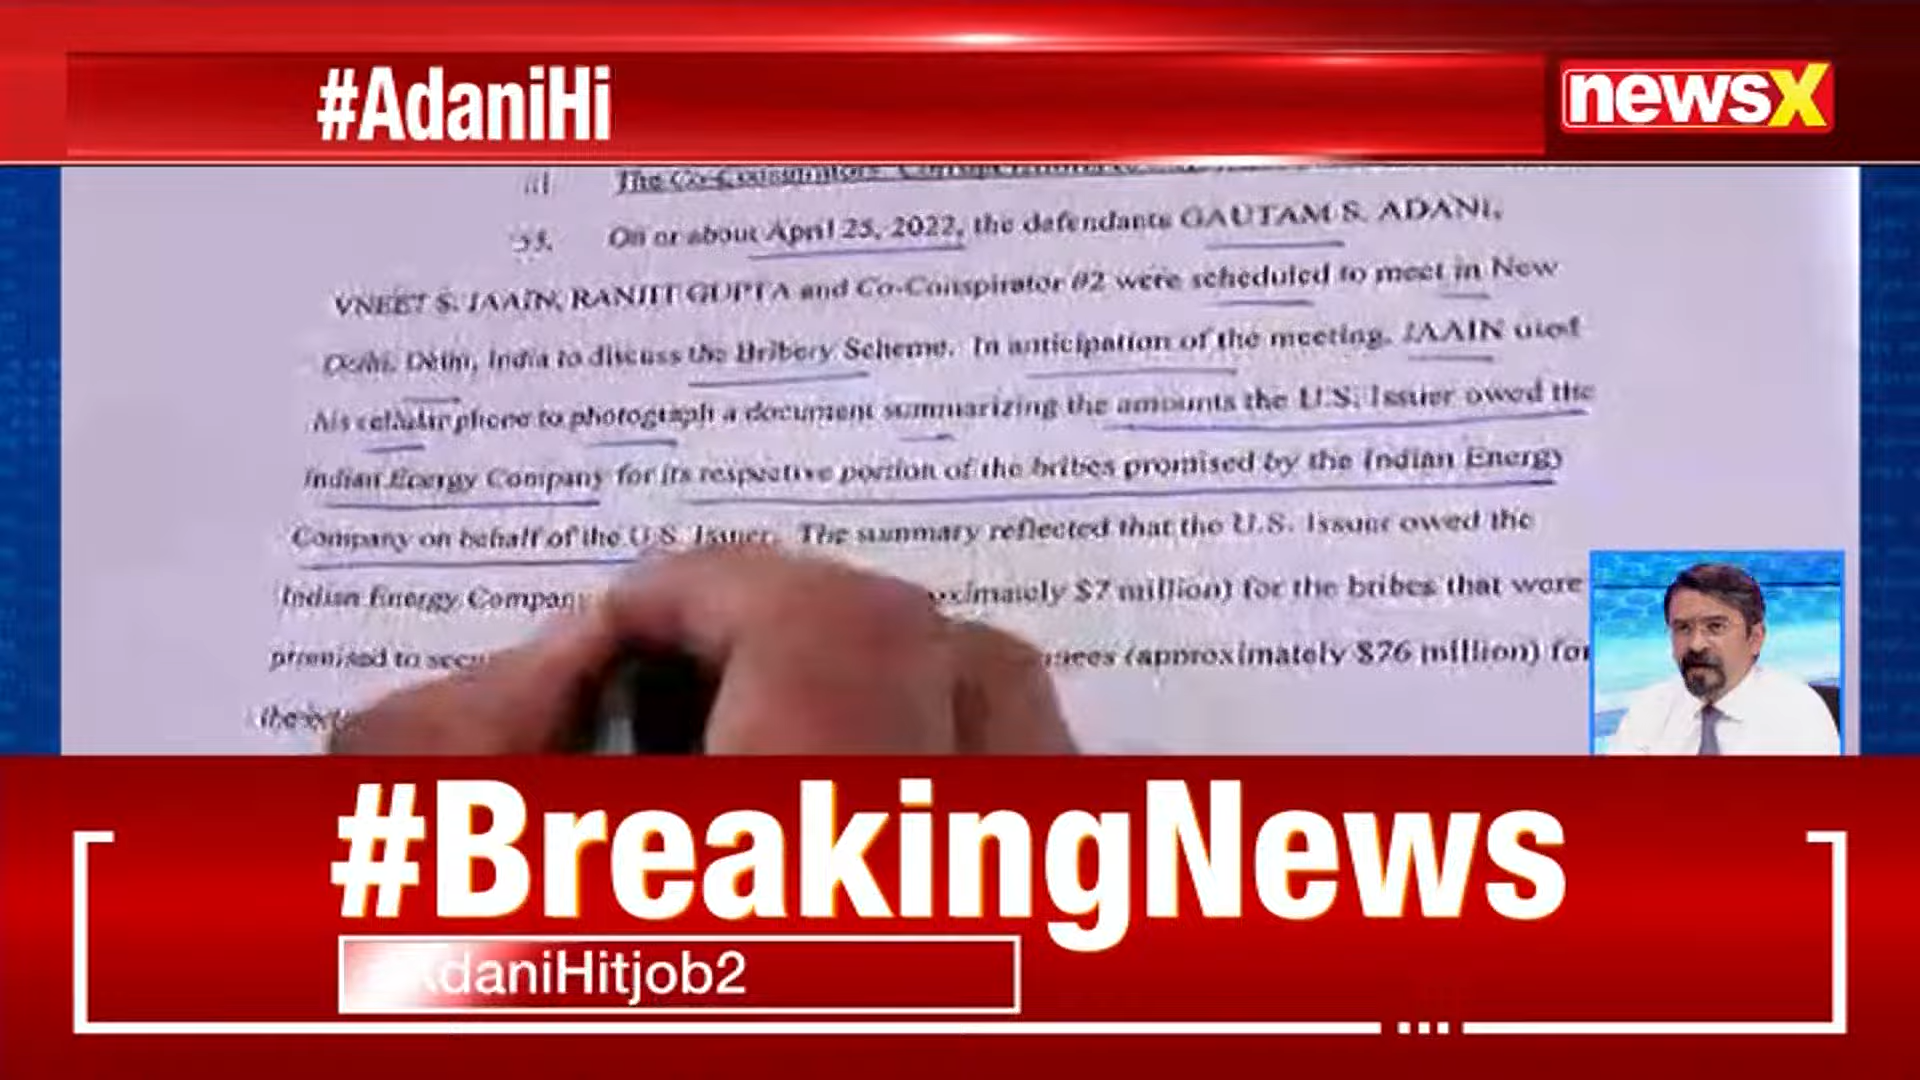 #AdaniHi
newsX
On or about April 25, 2022, the defendants GAUTAM S. ADANI,
VNEET S. JAAIN, RANJIT GUPTA and Co-Conspirator #2 were scheduled to meet in New
Delhi, Delhi, India to discuss the Bribery Scheme. In anticipation of the meeting, JAAIN used
his cellular phone to photograph a document summarizing the amounts the U.S. Issuer owed the
Indian Energy Company for its respective portion of the bribes promised by the Indian Energy
Company on behalf of the U.S. Issuer. The summary reflected that the U.S. Issuer owed the
Indian Energy Company $7 million) for the bribes that were
promised to (approximately $76 million) for
the
#BreakingNews
AdaniHitjob2